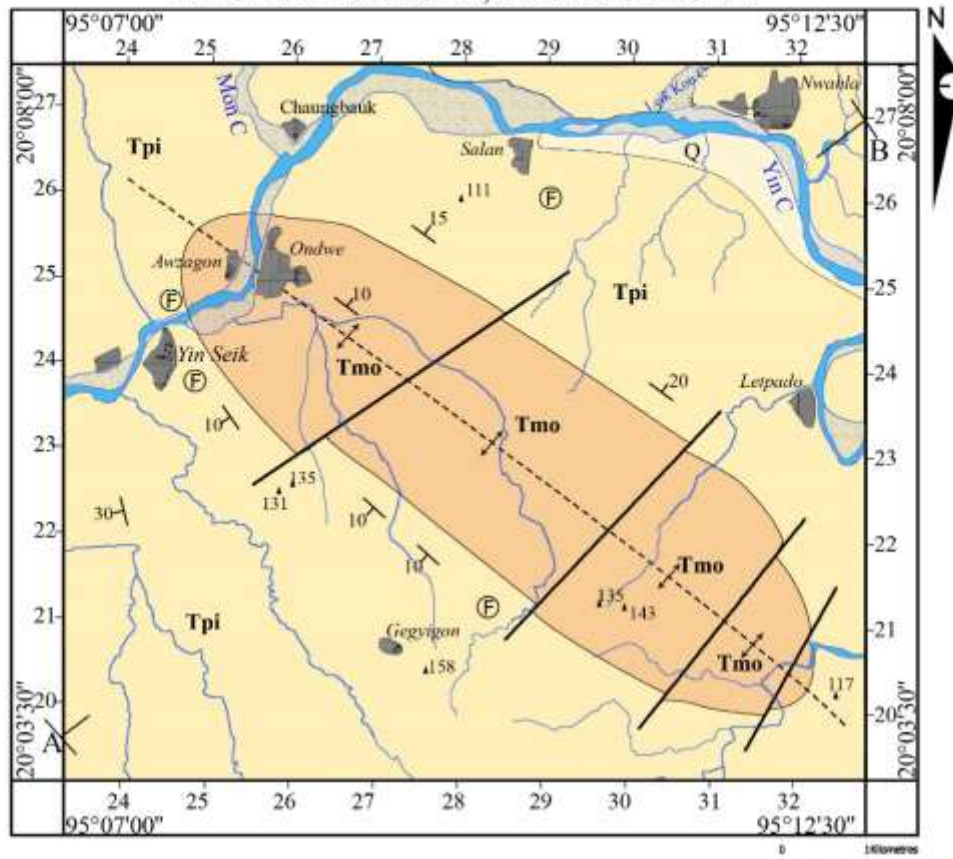 95°07'00" 95°12'30"
24 25 26 27 28 29 30 31 32
N
20°08'00" 20°08'00"
27 27
Mon C
Chaungbauk
Nwahla
Tpi
Salan
Q
B
Yin C
26 26
111
F
15
Ondwe
Awzagon
25 25
F
10
Tpi
24 24
Yin Seik
Tmo
F
20
Letpado
10
Tmo
23 23
135
131
30
10
22 22
10
Tmo
135
143
21 21
F
Tpi
Gegyigon
Tmo
158
117
20 20
A
20°03'30" 20°03'30"
24 25 26 27 28 29 30 31 32
95°07'00" 95°12'30"
0 1Kilometres